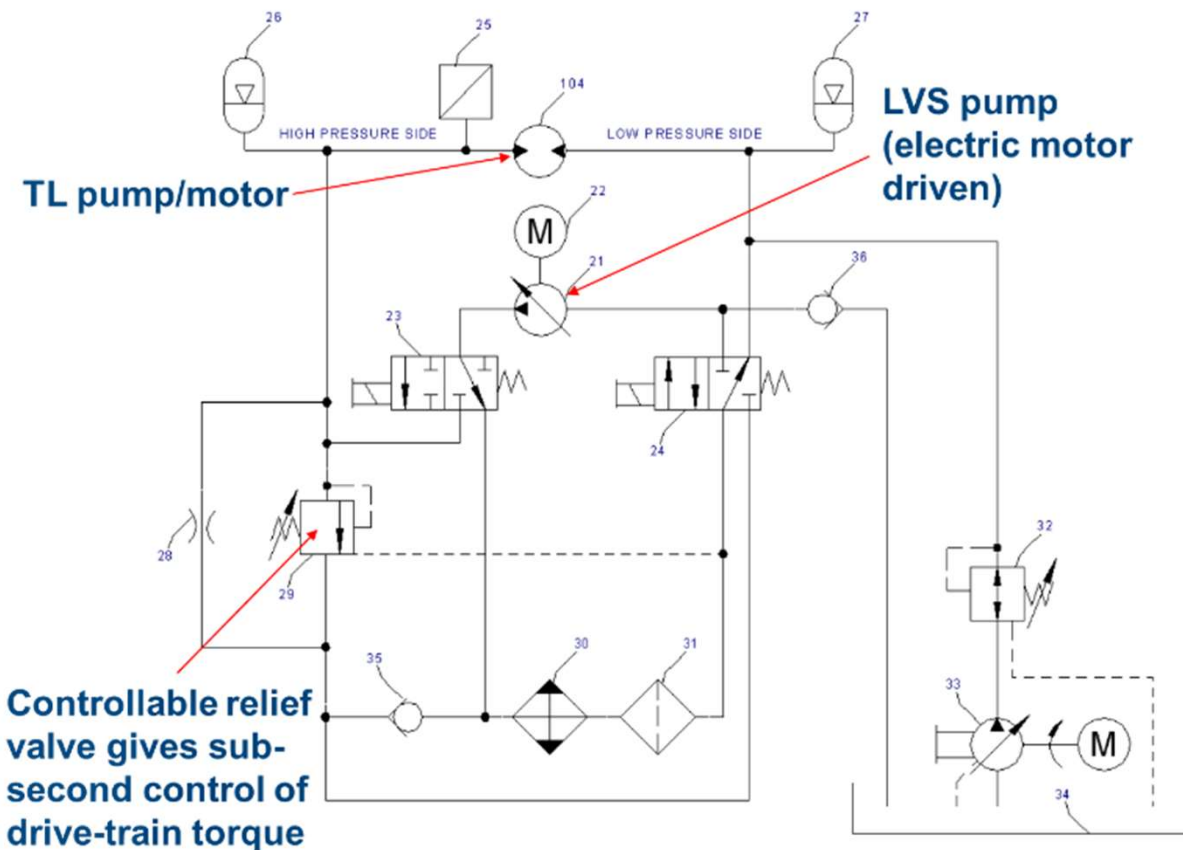 26
25
27
104
HIGH PRESSURE SIDE
LOW PRESSURE SIDE
LVS pump
(electric motor
driven)
TL pump/motor
22
M
21
36
23
24
28
29
32
35
30
31
33
M
34
Controllable relief
valve gives sub-
second control of
drive-train torque